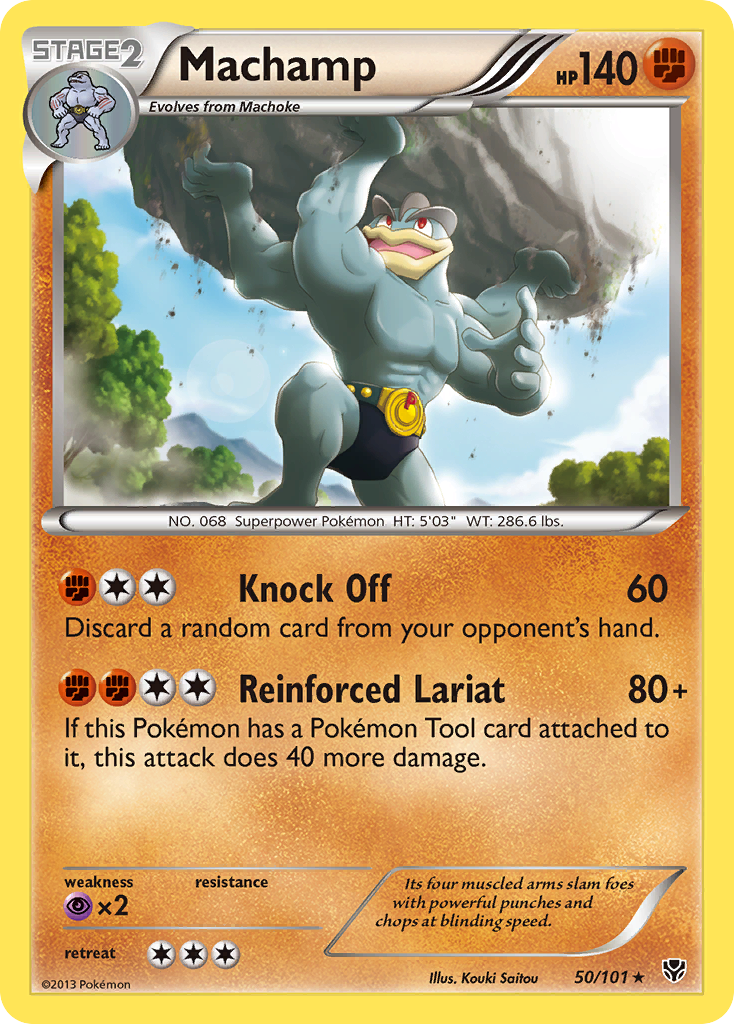 STAGE2
Machamp
HP140
Evolves from Machoke
NO. 068 Superpower Pokémon HT: 5'03" WT: 286.6 lbs.
Knock Off 60
Discard a random card from your opponent's hand.
Reinforced Lariat 80+
If this Pokémon has a Pokémon Tool card attached to
it, this attack does 40 more damage.
weakness resistance
×2
Its four muscled arms slam foes
with powerful punches and
chops at blinding speed.
retreat
©2013 Pokémon
Illus. Kouki Saitou 50/101 ★